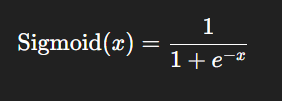 Sigmoid(x) = 1 / (1 + e^{-x})